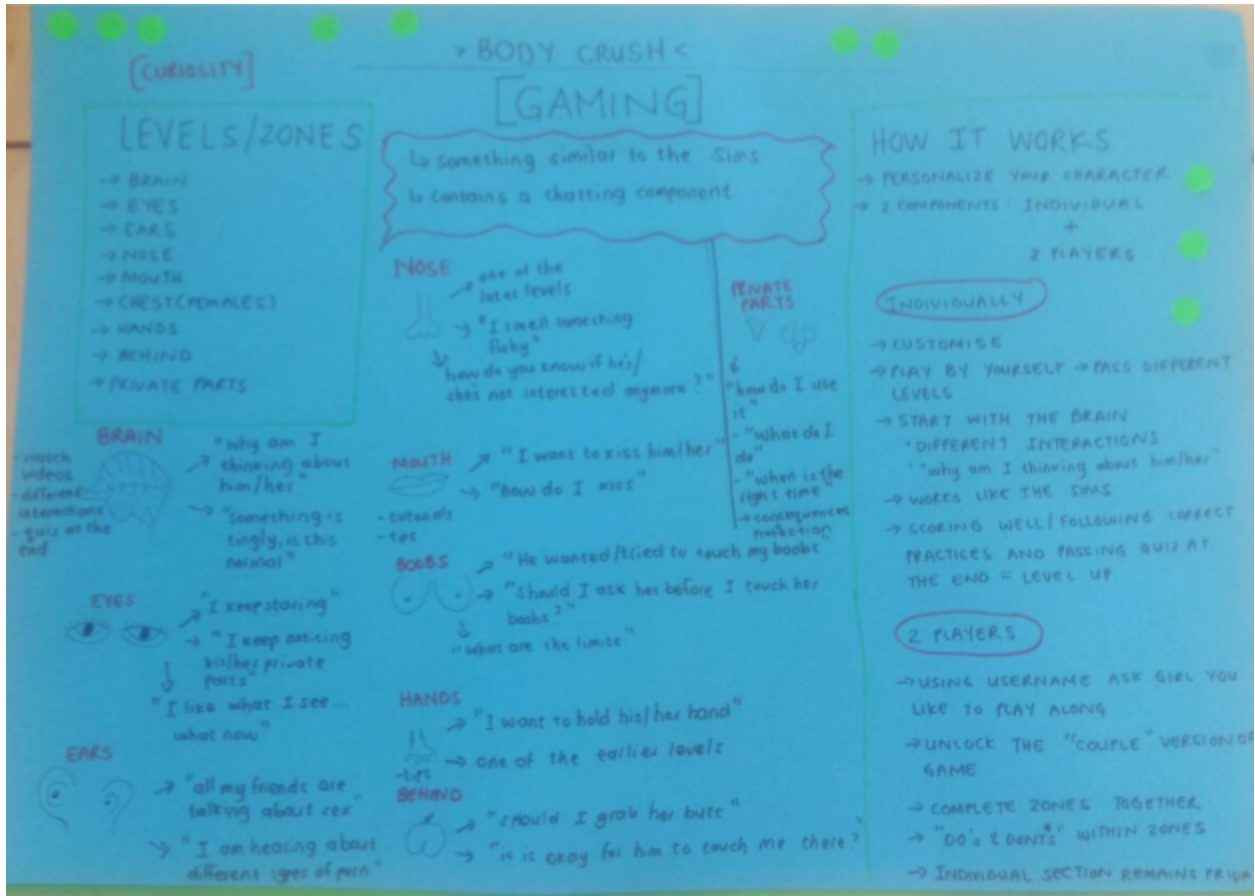 [CURIOSITY]
> BODY CRUSH <
[GAMING]
LEVELS/ZONES
→ BRAIN
→ EYES
→ EARS
→ NOSE
→ MOUTH
→ CHEST (FEMALES)
→ HANDS
→ BEHIND
→ PRIVATE PARTS
↳ something similar to the Sims
↳ contains a chatting component
BRAIN
- watch
videos
- different
interactions
- quiz at the
end
→ "why am I
thinking about
him/her"
→ "something is
tingly, is this
normal"
EYES
→ "I keep staring"
→ "I keep noticing
his/her private
parts"
↓
"I like what I see...
what now"
EARS
→ "all my friends are
talking about sex"
→ "I am hearing about
different types of porn"
NOSE
→ one of the
later levels
→ "I smell something
fishy"
↓
how do you know if he's/
she's not interested anymore?"
MOUTH
- tutorials
- tips
→ "I want to kiss him/her"
→ "how do I kiss"
BOOBS
→ "He wanted/tried to touch my boobs"
→ "Should I ask her before I touch her
boobs?"
↓
"what are the limits"
HANDS
- tips
→ "I want to hold his/her hand"
→ one of the earlier levels
BEHIND
→ "should I grab her butt"
→ "is it okay for him to touch me there?"
PRIVATE
PARTS
↓
"how do I use
it"
- "what do I
do"
- "when is the
right time"
→ consequences
protection
HOW IT WORKS
→ PERSONALIZE YOUR CHARACTER
→ 2 COMPONENTS: INDIVIDUAL
+
2 PLAYERS
INDIVIDUALLY
→ CUSTOMISE
→ PLAY BY YOURSELF → PASS DIFFERENT
LEVELS
→ START WITH THE BRAIN
• DIFFERENT INTERACTIONS
• "why am I thinking about him/her"
→ WORKS LIKE THE SIMS
→ SCORING WELL/FOLLOWING CORRECT
PRACTICES AND PASSING QUIZ AT
THE END = LEVEL UP
2 PLAYERS
→ USING USERNAME ASK GIRL YOU
LIKE TO PLAY ALONG
→ UNLOCK THE "COUPLE" VERSION OF
GAME
→ COMPLETE ZONES TOGETHER
→ "DO's & DONT's" WITHIN ZONES
→ INDIVIDUAL SECTION REMAINS